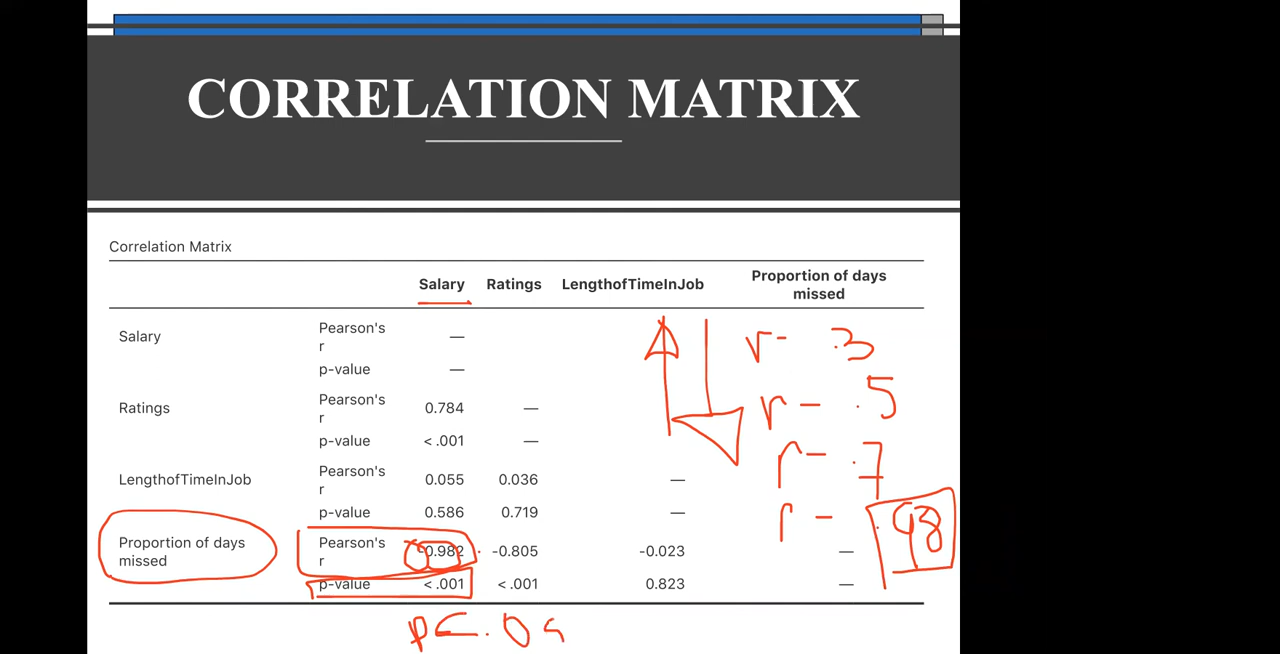 CORRELATION MATRIX
Correlation Matrix
Salary Ratings LengthofTimeInJob Proportion of days missed
Salary Pearson's r —
p-value —
Ratings Pearson's r 0.784 —
p-value < .001 —
LengthofTimeInJob Pearson's r 0.055 0.036 —
p-value 0.586 0.719 —
Proportion of days missed Pearson's r 0.982 -0.805 -0.023 —
p-value < .001 < .001 0.823 —
r- .3
r- .5
r- .7
r- .98